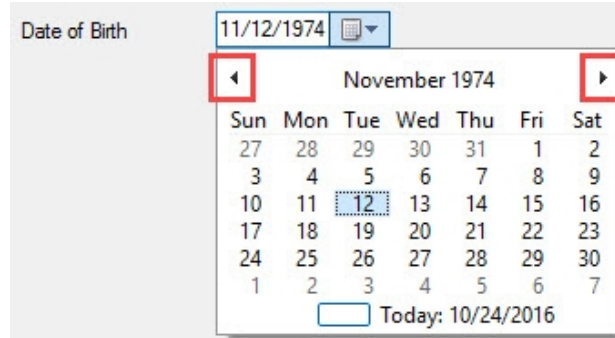 Date of Birth 11/12/1974
November 1974
Sun Mon Tue Wed Thu Fri Sat
27 28 29 30 31 1 2
3 4 5 6 7 8 9
10 11 12 13 14 15 16
17 18 19 20 21 22 23
24 25 26 27 28 29 30
1 2 3 4 5 6 7
Today: 10/24/2016